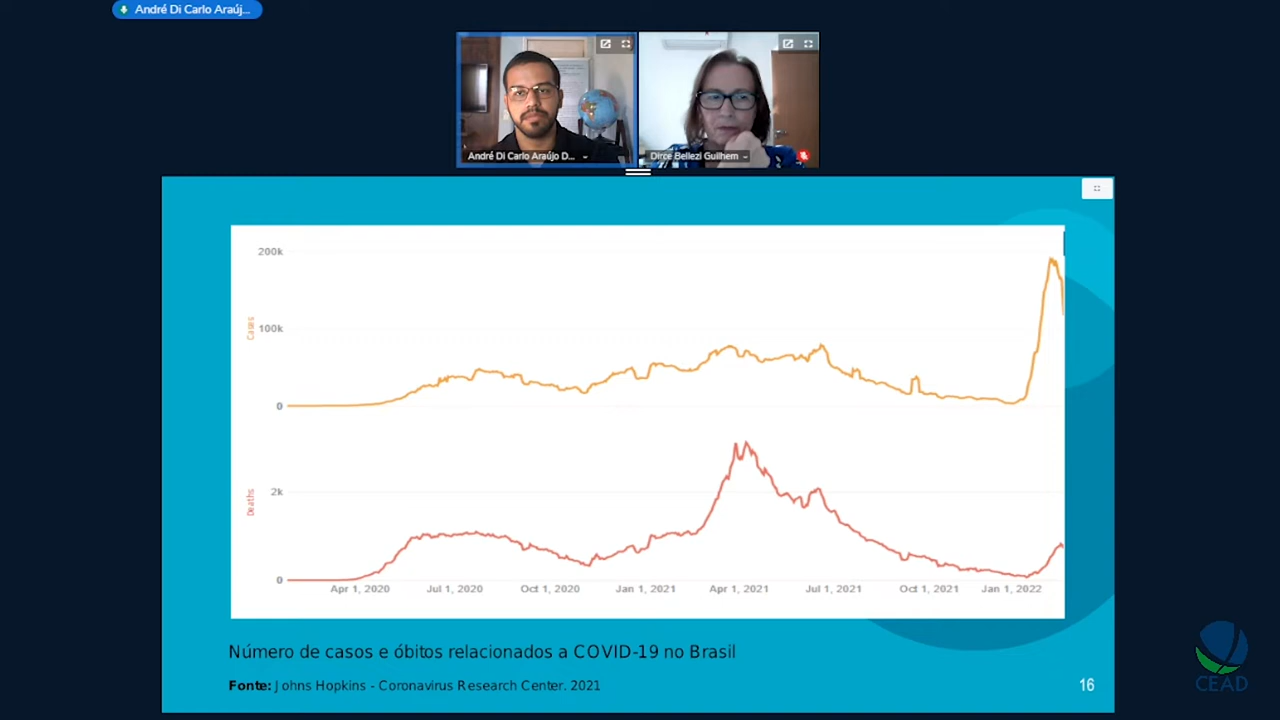 André Di Carlo Araúj...
André Di Carlo Araújo D...
Dirce Bellezi Guilhem
200k
100k
0
Cases
2k
0
Deaths
Apr 1, 2020
Jul 1, 2020
Oct 1, 2020
Jan 1, 2021
Apr 1, 2021
Jul 1, 2021
Oct 1, 2021
Jan 1, 2022
Número de casos e óbitos relacionados a COVID-19 no Brasil
Fonte: Johns Hopkins - Coronavirus Research Center. 2021
16
CEAD